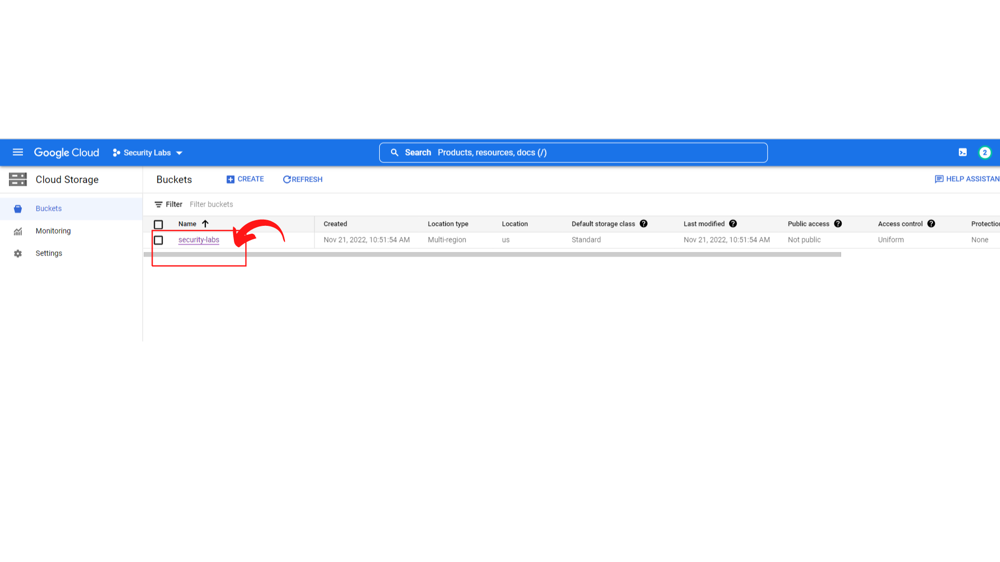 Google Cloud Security Labs Search Products, resources, docs (/) 2
Cloud Storage Buckets CREATE REFRESH HELP ASSISTAN
Buckets
Monitoring
Settings
Filter Filter buckets
Name Created Location type Location Default storage class Last modified Public access Access control Protection
security-labs Nov 21, 2022, 10:51:54 AM Multi-region us Standard Nov 21, 2022, 10:51:54 AM Not public Uniform None